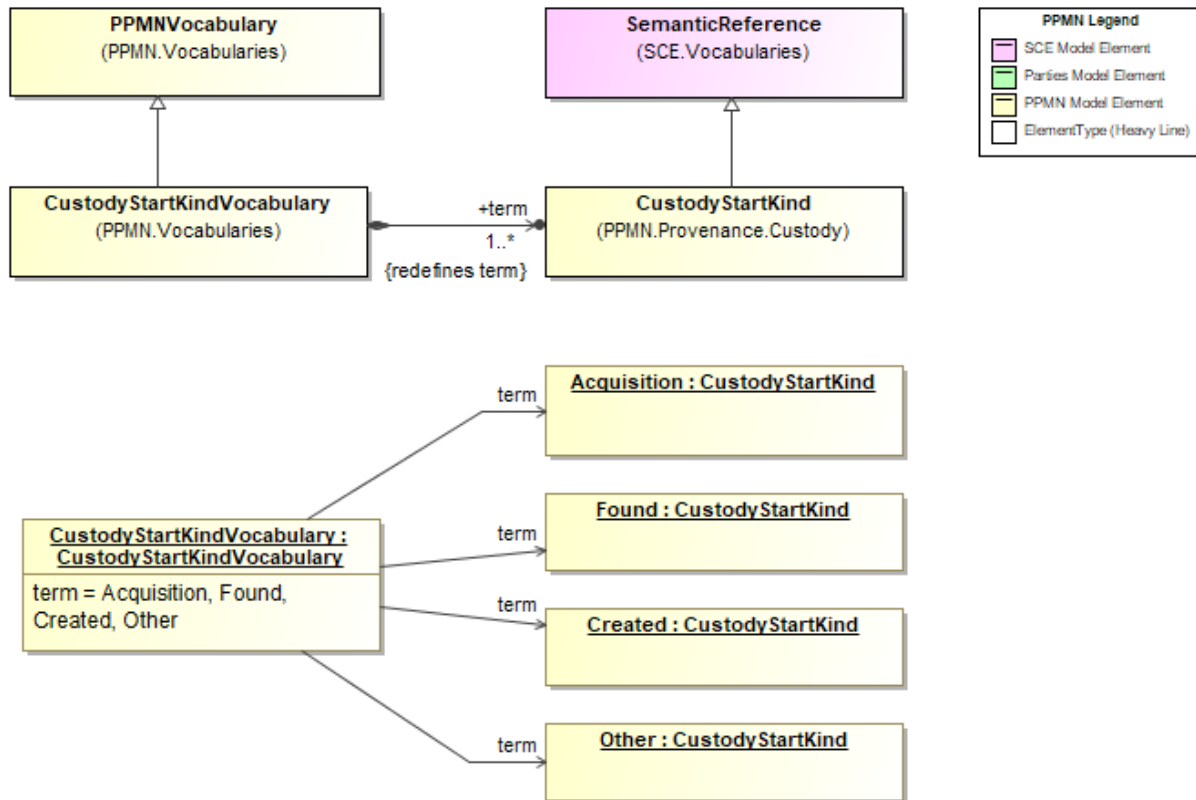 PPMNVocabulary
(PPMN.Vocabularies)
SemanticReference
(SCE.Vocabularies)
PPMN Legend
SCE Model Element
Parties Model Element
PPMN Model Element
ElementType (Heavy Line)
CustodyStartKindVocabulary
(PPMN.Vocabularies)
+term
1..*
{redefines term}
CustodyStartKind
(PPMN.Provenance.Custody)
term
Acquisition : CustodyStartKind
term
Found : CustodyStartKind
CustodyStartKindVocabulary :
CustodyStartKindVocabulary
term = Acquisition, Found,
Created, Other
term
Created : CustodyStartKind
term
Other : CustodyStartKind